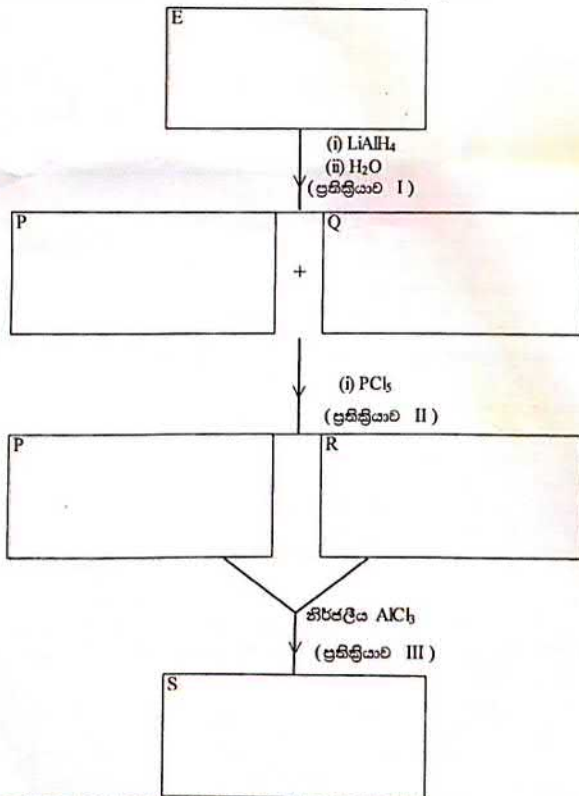 E
(i) LiAlH₄
(ii) H₂O
(ප්‍රතික්‍රියාව I)
P
+
Q
(i) PCl₅
(ප්‍රතික්‍රියාව II)
P
R
නිර්ජලීය AlCl₃
(ප්‍රතික්‍රියාව III)
S